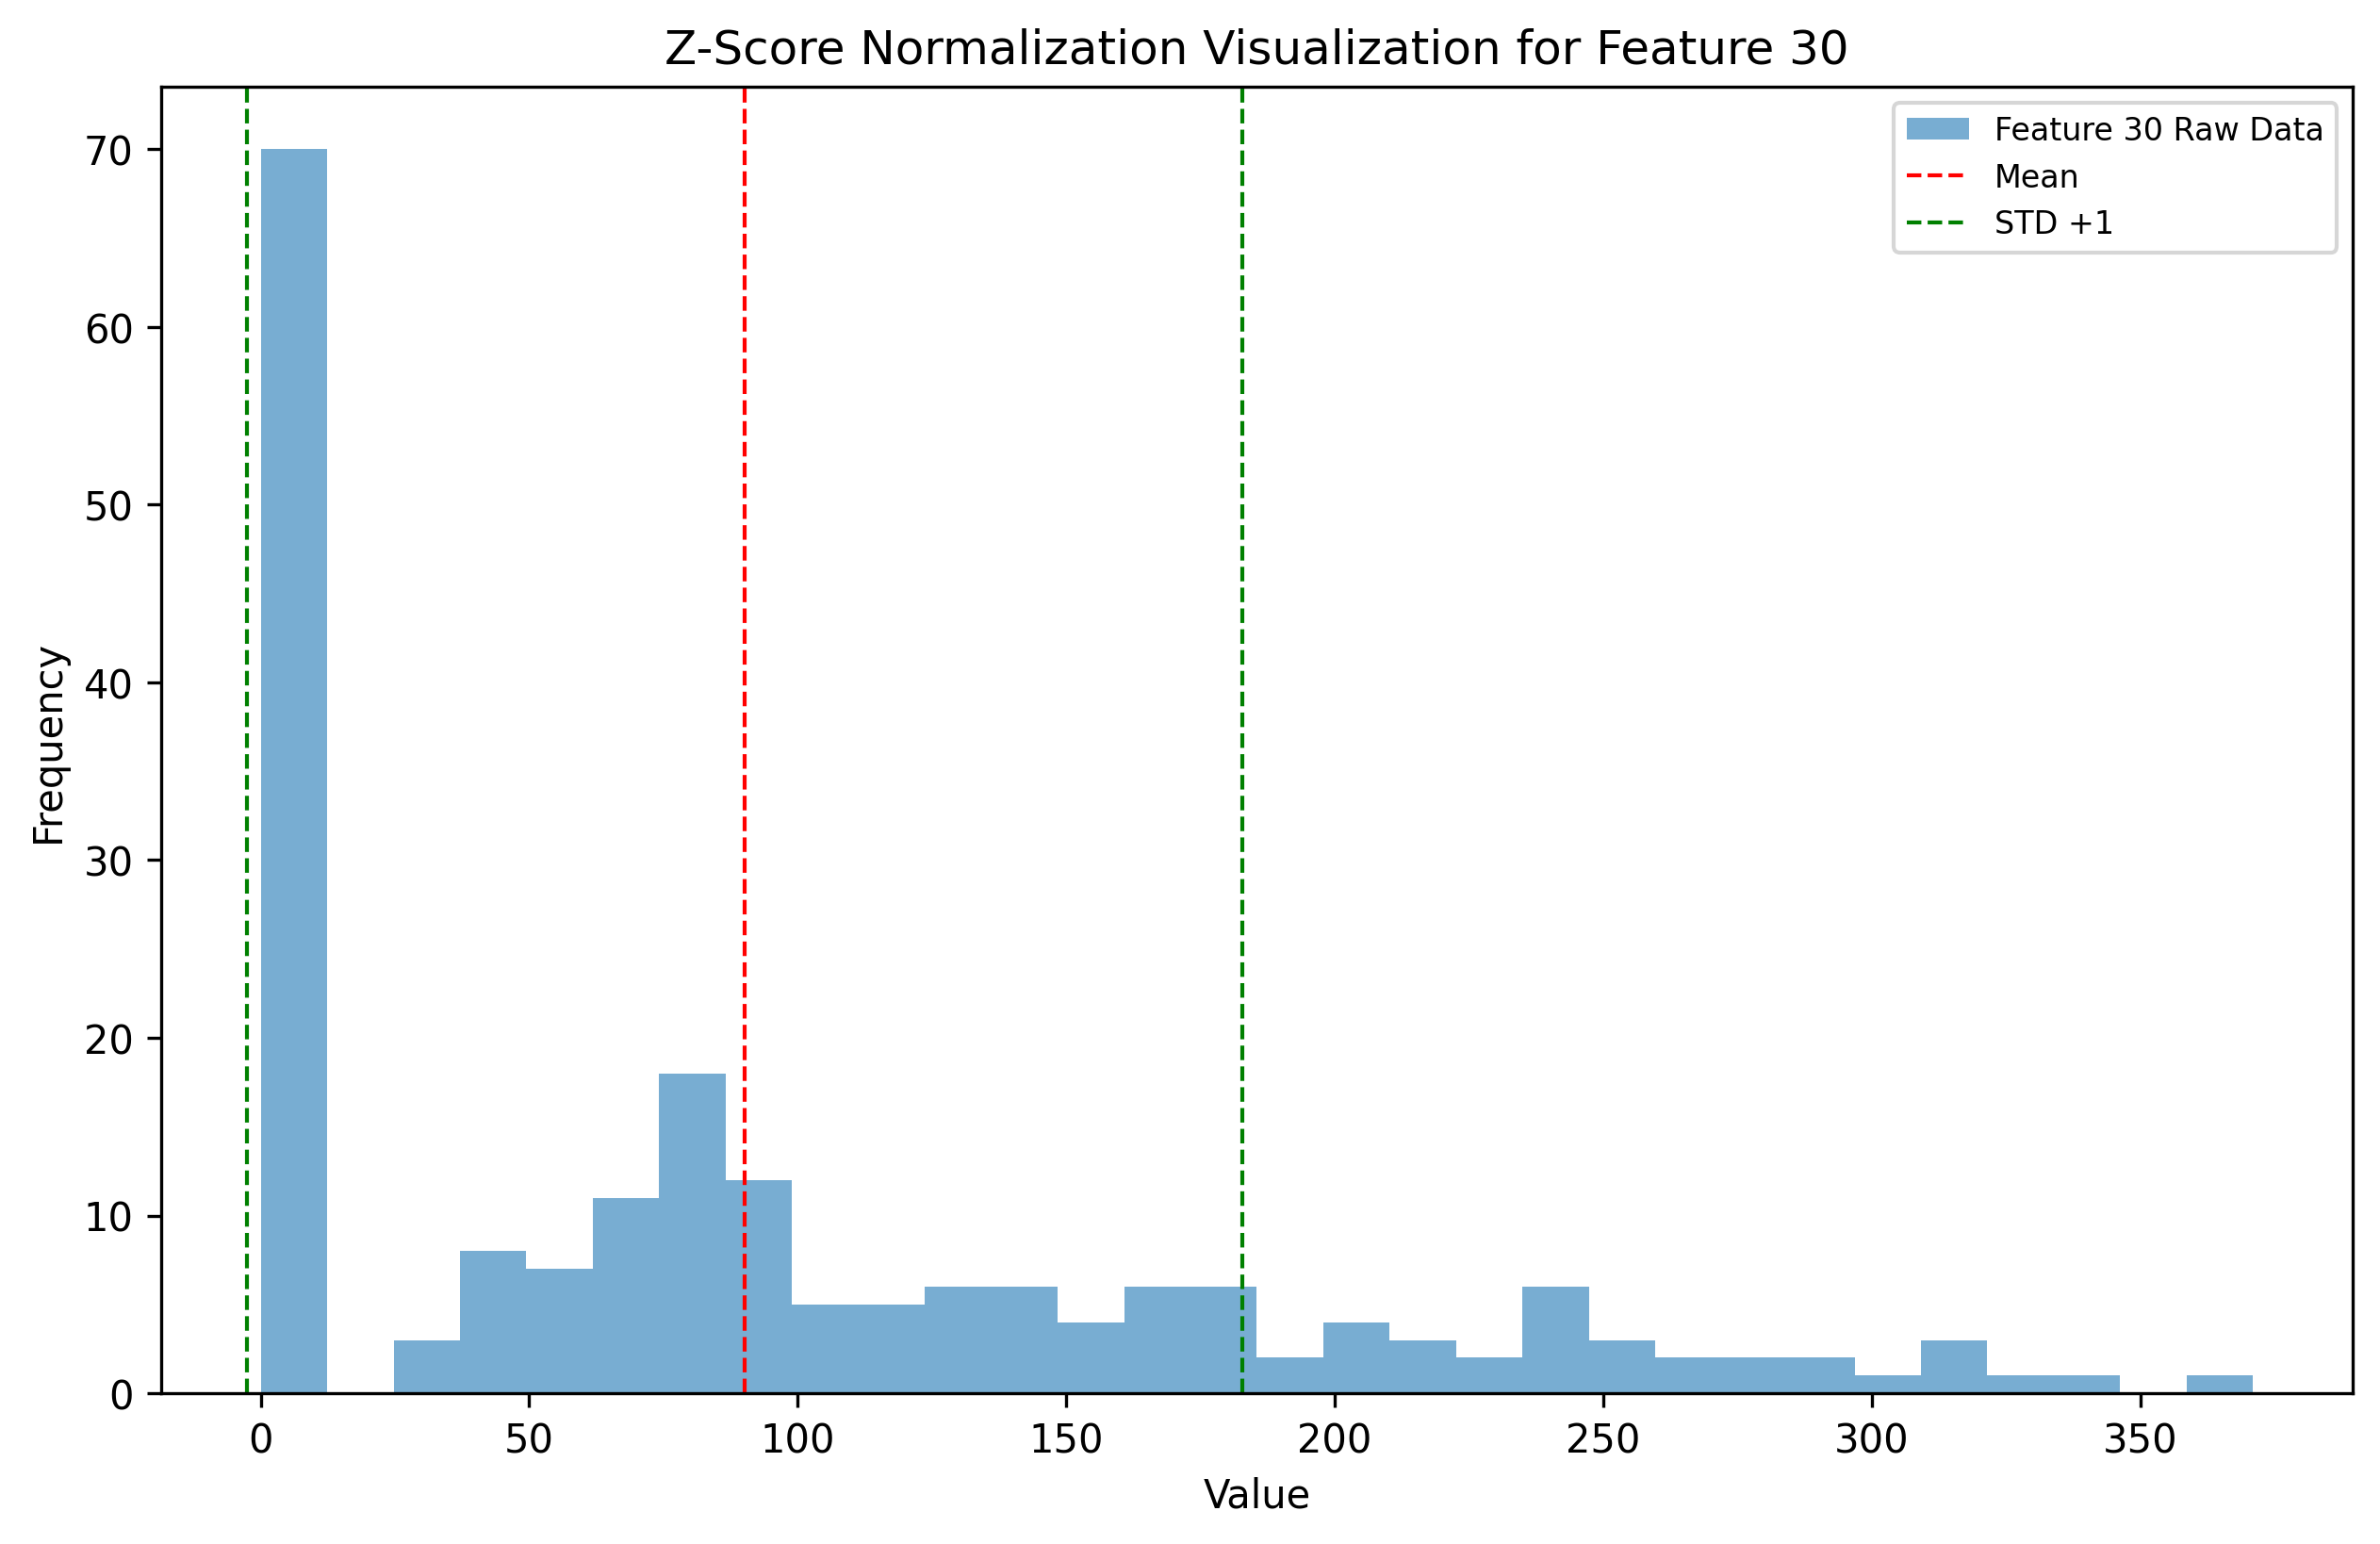 Z-Score Normalization Visualization for Feature 30
Feature 30 Raw Data
Mean
STD +1
Frequency
70
60
50
40
30
20
10
0
0 50 100 150 200 250 300 350
Value